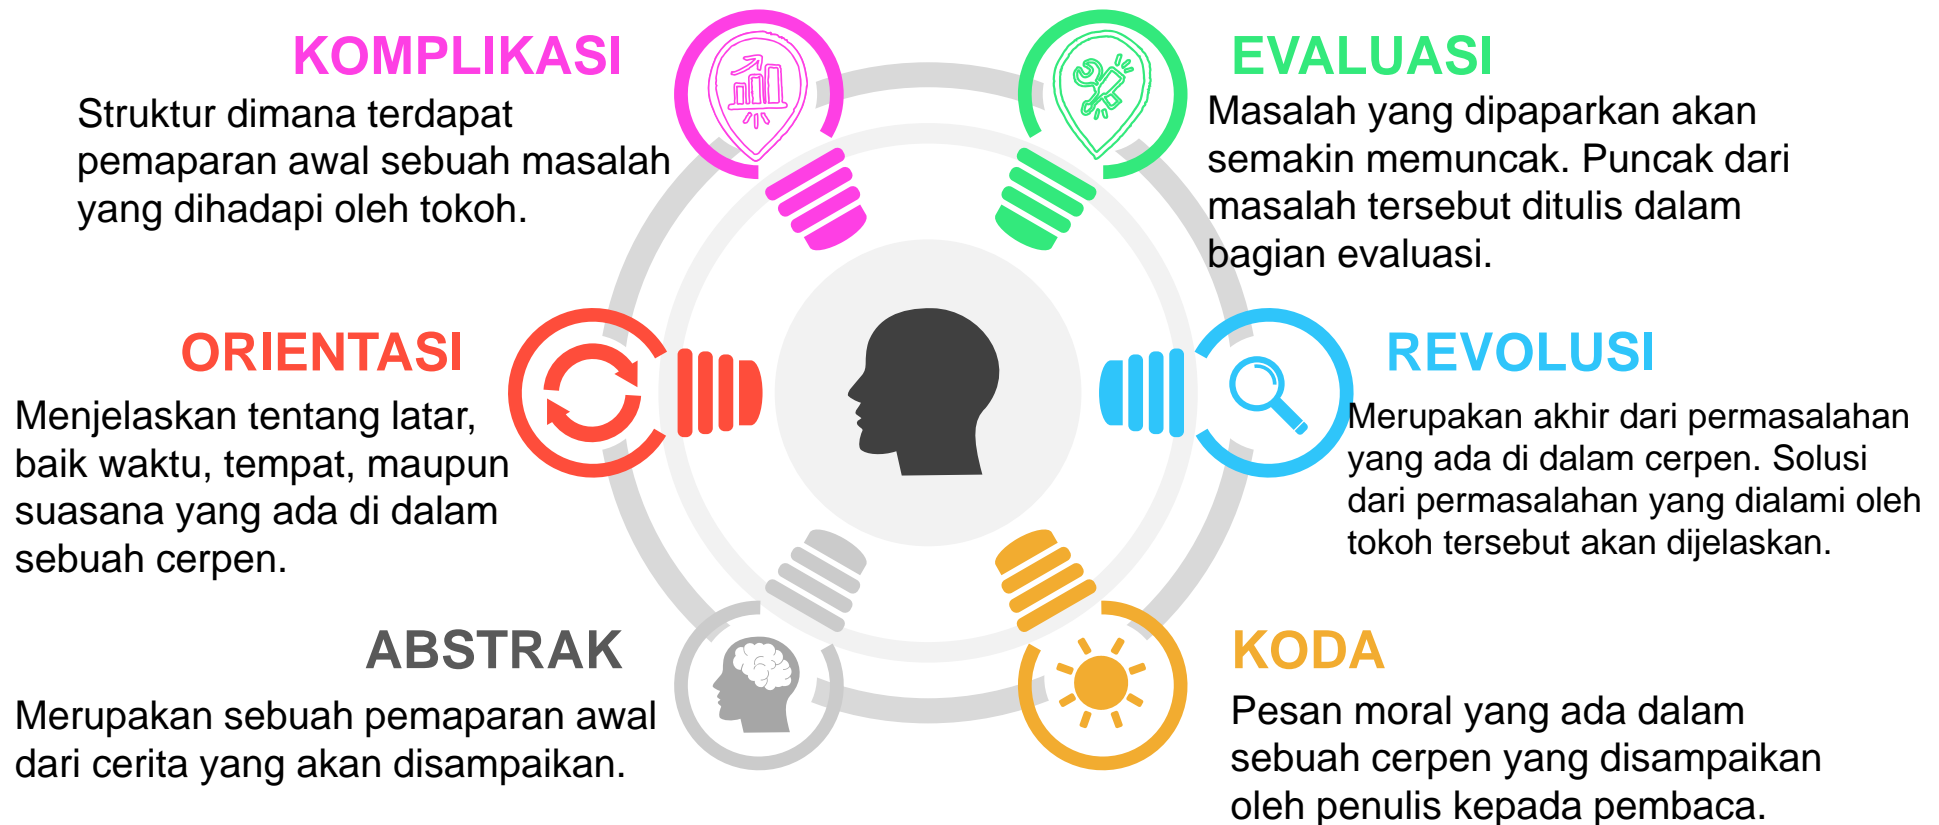 KOMPLIKASI
Struktur dimana terdapat
pemaparan awal sebuah masalah
yang dihadapi oleh tokoh.
EVALUASI
Masalah yang dipaparkan akan
semakin memuncak. Puncak dari
masalah tersebut ditulis dalam
bagian evaluasi.
ORIENTASI
Menjelaskan tentang latar,
baik waktu, tempat, maupun
suasana yang ada di dalam
sebuah cerpen.
REVOLUSI
Merupakan akhir dari permasalahan
yang ada di dalam cerpen. Solusi
dari permasalahan yang dialami oleh
tokoh tersebut akan dijelaskan.
ABSTRAK
Merupakan sebuah pemaparan awal
dari cerita yang akan disampaikan.
KODA
Pesan moral yang ada dalam
sebuah cerpen yang disampaikan
oleh penulis kepada pembaca.